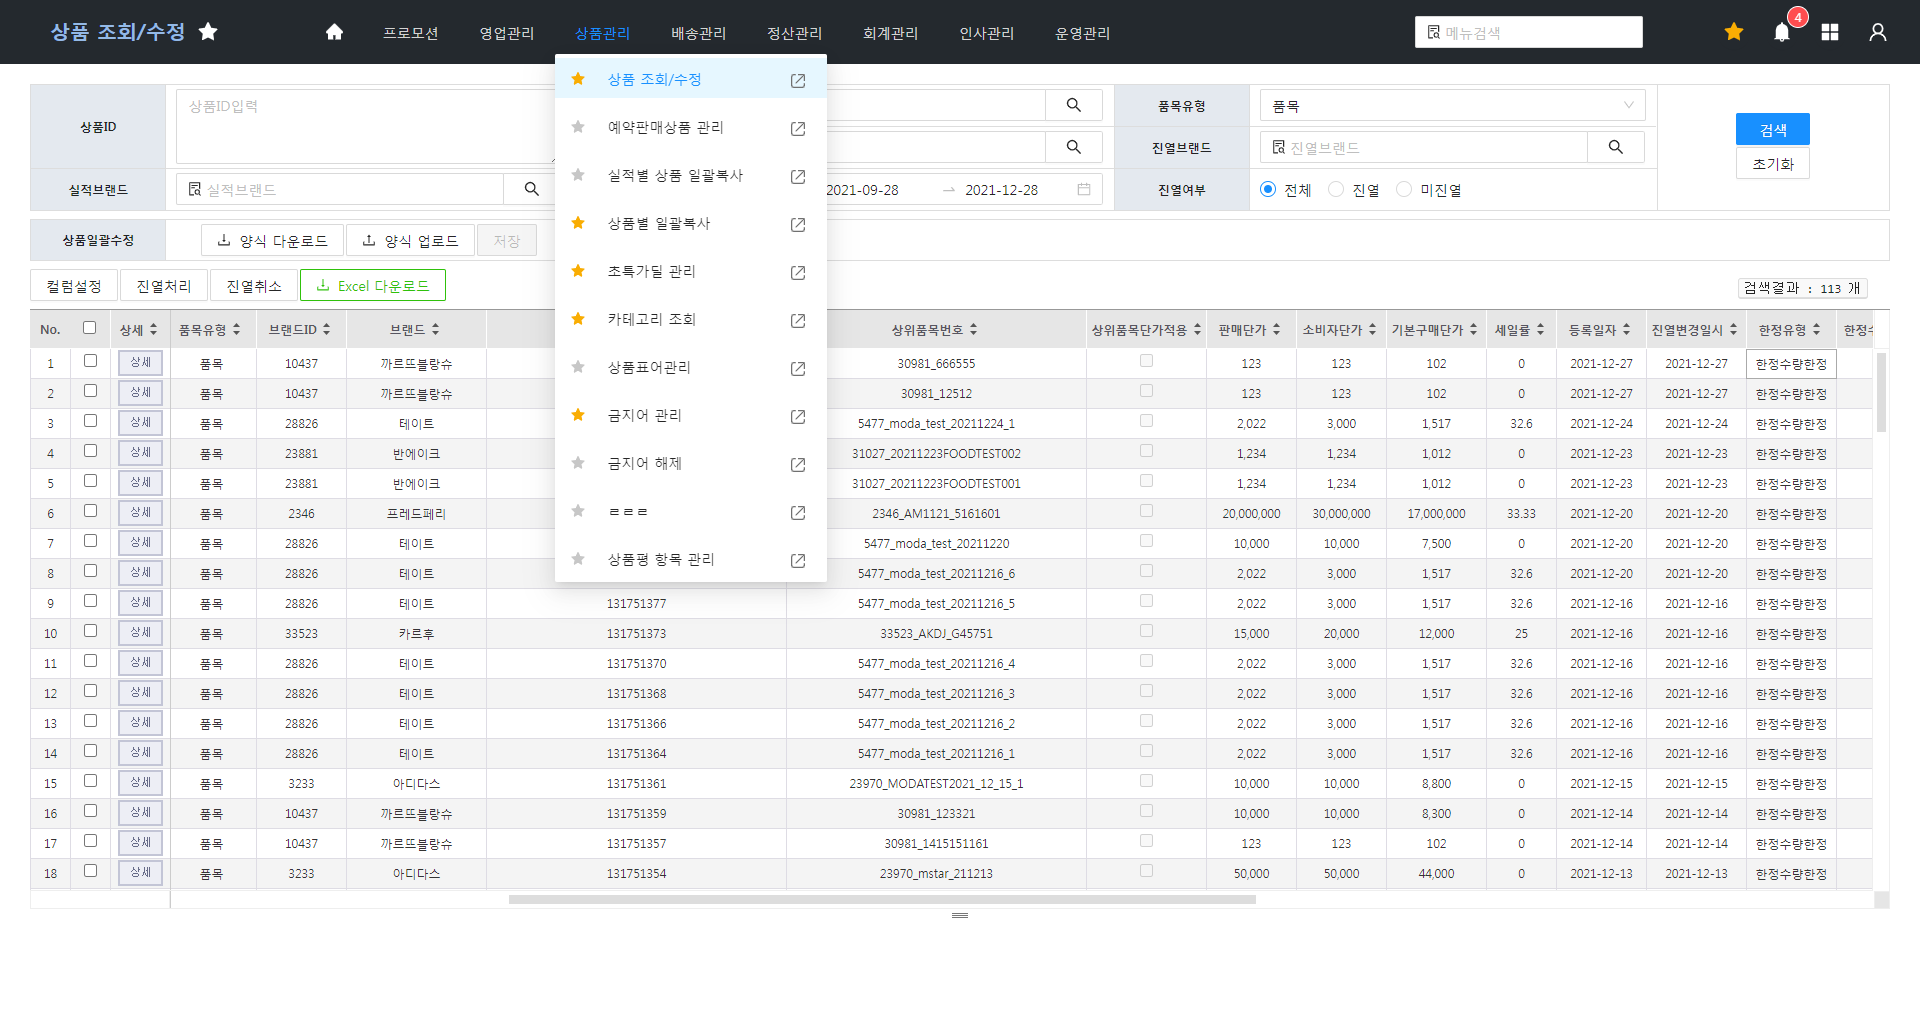 상품 조회/수정
프로모션 영업관리 상품관리 배송관리 정산관리 회계관리 인사관리 운영관리
메뉴검색
4
상품 조회/수정
예약판매상품 관리
실적별 상품 일괄복사
상품별 일괄복사
초특가딜 관리
카테고리 조회
상품표어관리
금지어 관리
금지어 해제
ㄹㄹㄹ
상품평 항목 관리
상품ID 상품ID입력
품목유형 품목
검색
진열브랜드 진열브랜드
초기화
실적브랜드 실적브랜드
2021-09-28 → 2021-12-28
진열여부 전체 진열 미진열
상품일괄수정 양식 다운로드 양식 업로드 저장
컬럼설정 진열처리 진열취소 Excel 다운로드
검색결과 : 113 개
No. 상세 품목유형 브랜드ID 브랜드 상위품목번호 상위품목단가적용 판매단가 소비자단가 기본구매단가 세일률 등록일자 진열변경일시 한정유형
1 상세 품목 10437 까르뜨블랑슈 30981_666555 123 123 102 0 2021-12-27 2021-12-27 한정수량한정
2 상세 품목 10437 까르뜨블랑슈 30981_12512 123 123 102 0 2021-12-27 2021-12-27 한정수량한정
3 상세 품목 28826 테이트 5477_moda_test_20211224_1 2,022 3,000 1,517 32.6 2021-12-24 2021-12-24 한정수량한정
4 상세 품목 23881 반에이크 31027_20211223FOODTEST002 1,234 1,234 1,012 0 2021-12-23 2021-12-23 한정수량한정
5 상세 품목 23881 반에이크 31027_20211223FOODTEST001 1,234 1,234 1,012 0 2021-12-23 2021-12-23 한정수량한정
6 상세 품목 2346 프레드페리 2346_AM1121_5161601 20,000,000 30,000,000 17,000,000 33.33 2021-12-20 2021-12-20 한정수량한정
7 상세 품목 28826 테이트 5477_moda_test_20211220 10,000 10,000 7,500 0 2021-12-20 2021-12-20 한정수량한정
8 상세 품목 28826 테이트 5477_moda_test_20211216_6 2,022 3,000 1,517 32.6 2021-12-20 2021-12-20 한정수량한정
9 상세 품목 28826 테이트 131751377 5477_moda_test_20211216_5 2,022 3,000 1,517 32.6 2021-12-16 2021-12-16 한정수량한정
10 상세 품목 33523 카르후 131751373 33523_AKDJ_G45751 15,000 20,000 12,000 25 2021-12-16 2021-12-16 한정수량한정
11 상세 품목 28826 테이트 131751370 5477_moda_test_20211216_4 2,022 3,000 1,517 32.6 2021-12-16 2021-12-16 한정수량한정
12 상세 품목 28826 테이트 131751368 5477_moda_test_20211216_3 2,022 3,000 1,517 32.6 2021-12-16 2021-12-16 한정수량한정
13 상세 품목 28826 테이트 131751366 5477_moda_test_20211216_2 2,022 3,000 1,517 32.6 2021-12-16 2021-12-16 한정수량한정
14 상세 품목 28826 테이트 131751364 5477_moda_test_20211216_1 2,022 3,000 1,517 32.6 2021-12-16 2021-12-16 한정수량한정
15 상세 품목 3233 아디다스 131751361 23970_MODATEST2021_12_15_1 10,000 10,000 8,800 0 2021-12-15 2021-12-15 한정수량한정
16 상세 품목 10437 까르뜨블랑슈 131751359 30981_123321 10,000 10,000 8,300 0 2021-12-14 2021-12-14 한정수량한정
17 상세 품목 10437 까르뜨블랑슈 131751357 30981_1415151161 123 123 102 0 2021-12-14 2021-12-14 한정수량한정
18 상세 품목 3233 아디다스 131751354 23970_mstar_211213 50,000 50,000 44,000 0 2021-12-13 2021-12-13 한정수량한정